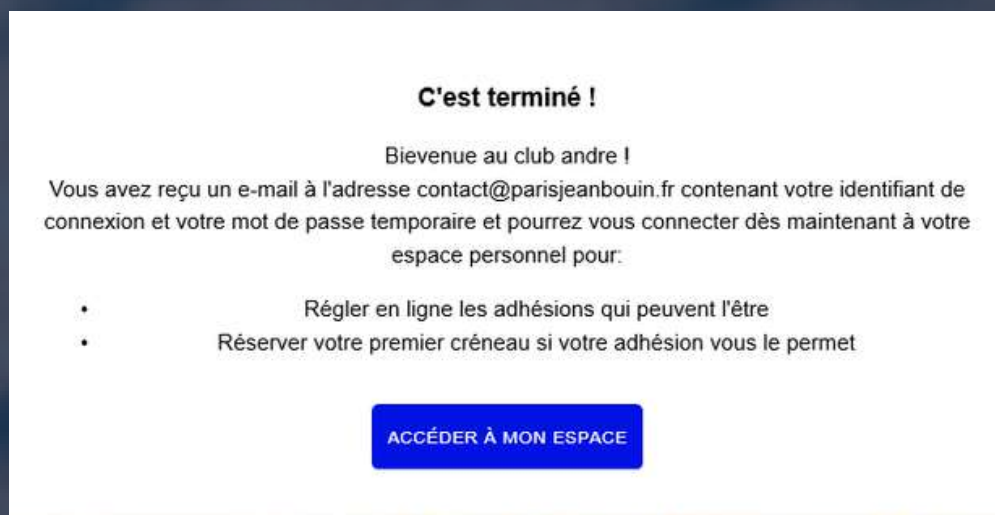 C'est terminé !
Bievenue au club andre !
Vous avez reçu un e-mail à l'adresse contact@parisjeanbouin.fr contenant votre identifiant de
connexion et votre mot de passe temporaire et pourrez vous connecter dès maintenant à votre
espace personnel pour:
• Régler en ligne les adhésions qui peuvent l'être
• Réserver votre premier créneau si votre adhésion vous le permet
ACCÉDER À MON ESPACE